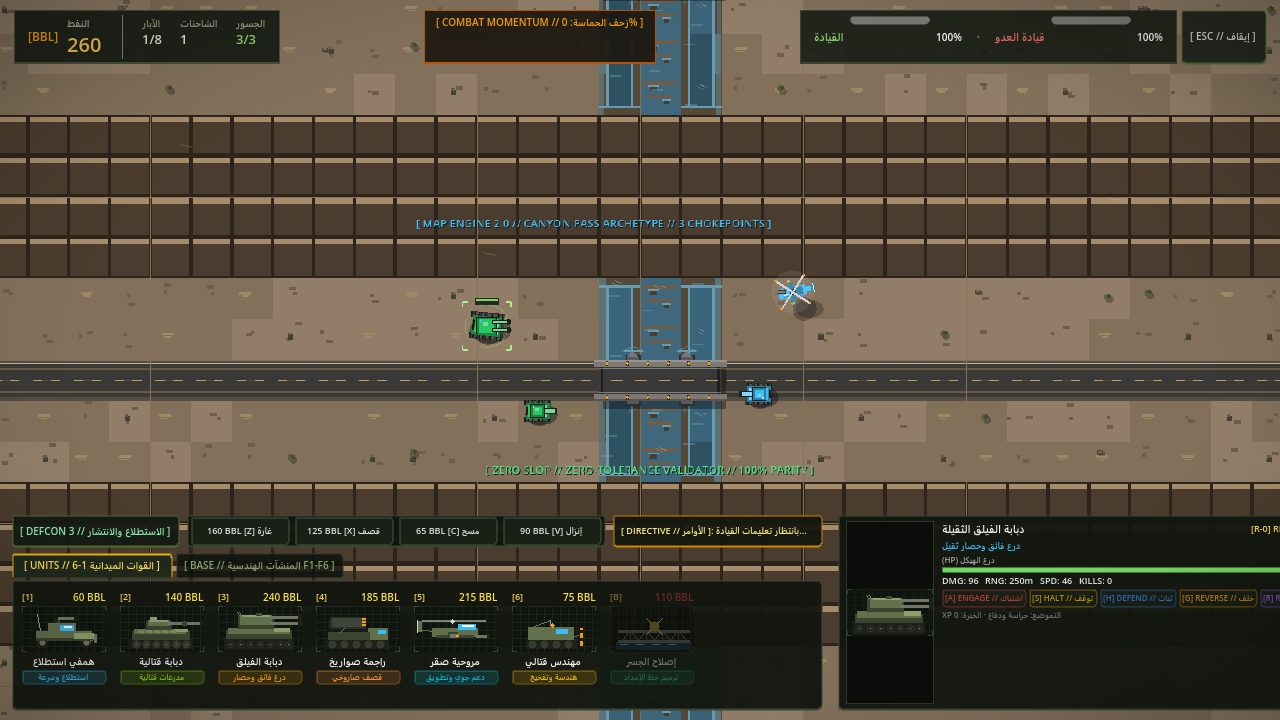 النفط
[BBL] 260
الآبار
1/8
الشاحنات
1
الجسور
3/3
[ COMBAT MOMENTUM // زحف الحماسة: 0% ]
القيادة 100%
قيادة العدو 100%
[ ESC // إيقاف ]
[ MAP ENGINE 2.0 // CANYON PASS ARCHETYPE // 3 CHOKEPOINTS ]
[ ZERO SLOP // ZERO TOLERANCE VALIDATOR // 100% PARITY ]
[ DEFCON 3 // الاستطلاع والانتشار ]
160 BBL [Z] غارة
125 BBL [X] قصف
65 BBL [C] مسح
90 BBL [V] إنزال
[ DIRECTIVE // الأوامر ]: بانتظار تعليمات القيادة...
[ UNITS // القوات الميدانية 1-6 ]
[ BASE // المنشآت الهندسية F1-F6 ]
[1] 60 BBL
همفي استطلاع
استطلاع وسرعة
[2] 140 BBL
دبابة قتالية
مدرعات قتالية
[3] 240 BBL
دبابة الفيلق
درع فائق وحصار
[4] 185 BBL
راجمة صواريخ
قصف صاروخي
[5] 215 BBL
مروحية صقر
دعم جوي وتطويق
[6] 75 BBL
مهندس قتالي
هندسة وتفخيخ
[B] 110 BBL
إصلاح الجسر
ترميم خط الإمداد
دبابة الفيلق الثقيلة
[R-0] R
درع فائق وحصار ثقيل
درع الهيكل (HP)
DMG: 96 RNG: 250m SPD: 46 KILLS: 0
[A] ENGAGE // اشتباك
[S] HALT // توقف
[H] DEFEND // ثبات
[G] REVERSE // خلف
[R] R
التموضع: حراسة ودفاع · الخبرة: 0 XP